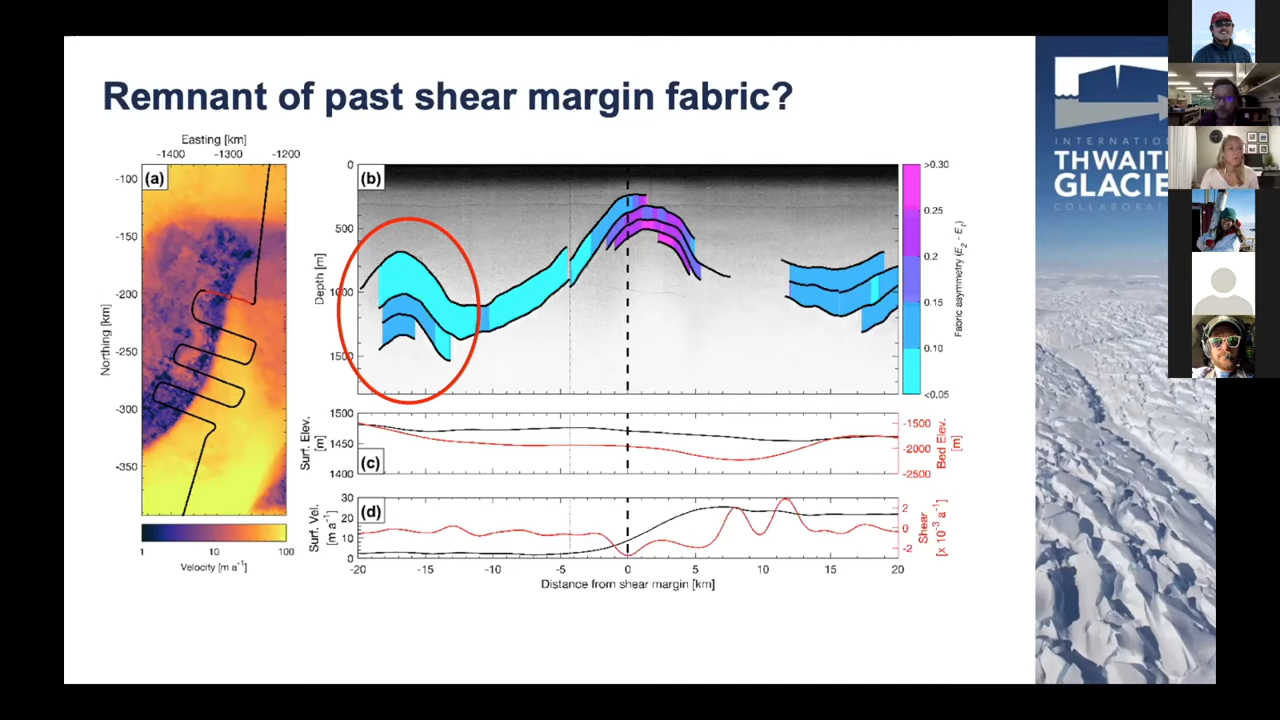 Remnant of past shear margin fabric?
Easting [km]
-1400 -1300 -1200
(a)
-100
-150
-200
-250
-300
-350
Northing [km]
1 10 100
Velocity [m a⁻¹]
(b)
0
500
1000
1500
Depth [m]
>0.30
0.25
0.2
0.15
0.10
<0.05
Fabric asymmetry (E₂ - E₁)
(c)
1500
1450
1400
Surf. Elev. [m]
-1500
-2000
-2500
Bed Elev. [m]
(d)
30
20
10
0
Surf. Vel. [m a⁻¹]
2
0
-2
Shear [x 10⁻³ a⁻¹]
-20 -15 -10 -5 0 5 10 15 20
Distance from shear margin [km]
INTERNATIO
THWAIT
GLACIE
COLLABORAT